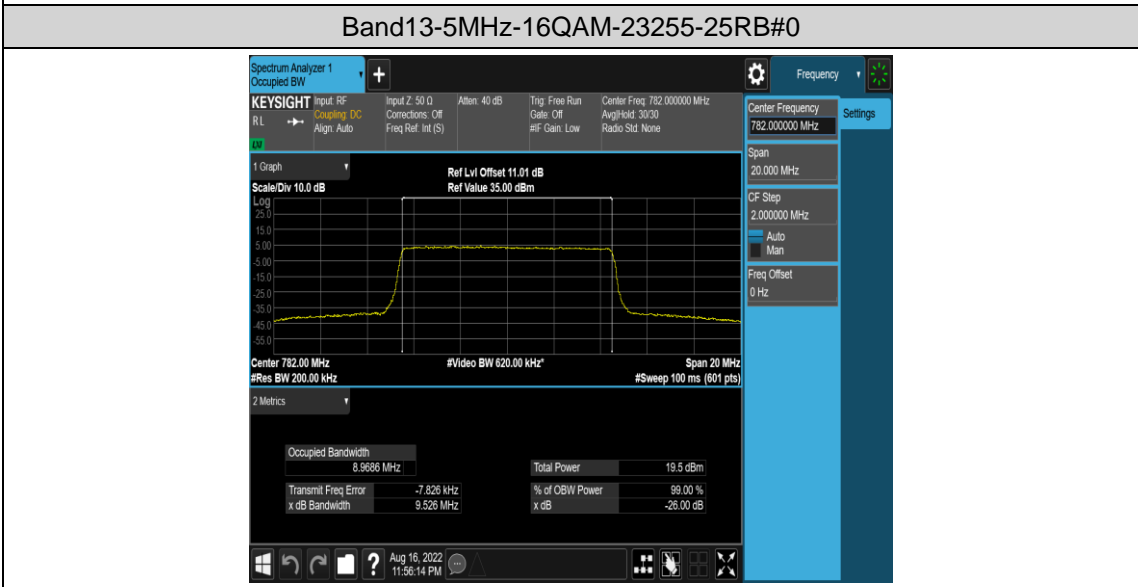 Band13-5MHz-16QAM-23255-25RB#0
Spectrum Analyzer 1
Occupied BW
Frequency
KEYSIGHT
RL
Input: RF
Coupling: DC
Align: Auto
Input Z: 50 Ω
Corrections: Off
Freq Ref: Int (S)
Atten: 40 dB
Trig: Free Run
Gate: Off
#IF Gain: Low
Center Freq: 782.000000 MHz
Avg|Hold: 30/30
Radio Std: None
LXI
Center Frequency
782.000000 MHz
Settings
Span
20.000 MHz
CF Step
2.000000 MHz
Auto
Man
Freq Offset
0 Hz
1 Graph
Scale/Div 10.0 dB
Ref Lvl Offset 11.01 dB
Ref Value 35.00 dBm
Log
25.0
15.0
5.00
-5.00
-15.0
-25.0
-35.0
-45.0
-55.0
Center 782.00 MHz
#Video BW 620.00 kHz*
Span 20 MHz
#Res BW 200.00 kHz
#Sweep 100 ms (601 pts)
2 Metrics
Occupied Bandwidth
8.9686 MHz
Total Power 19.5 dBm
Transmit Freq Error -7.826 kHz
% of OBW Power 99.00 %
x dB Bandwidth 9.526 MHz
x dB -26.00 dB
?
Aug 16, 2022
11:56:14 PM